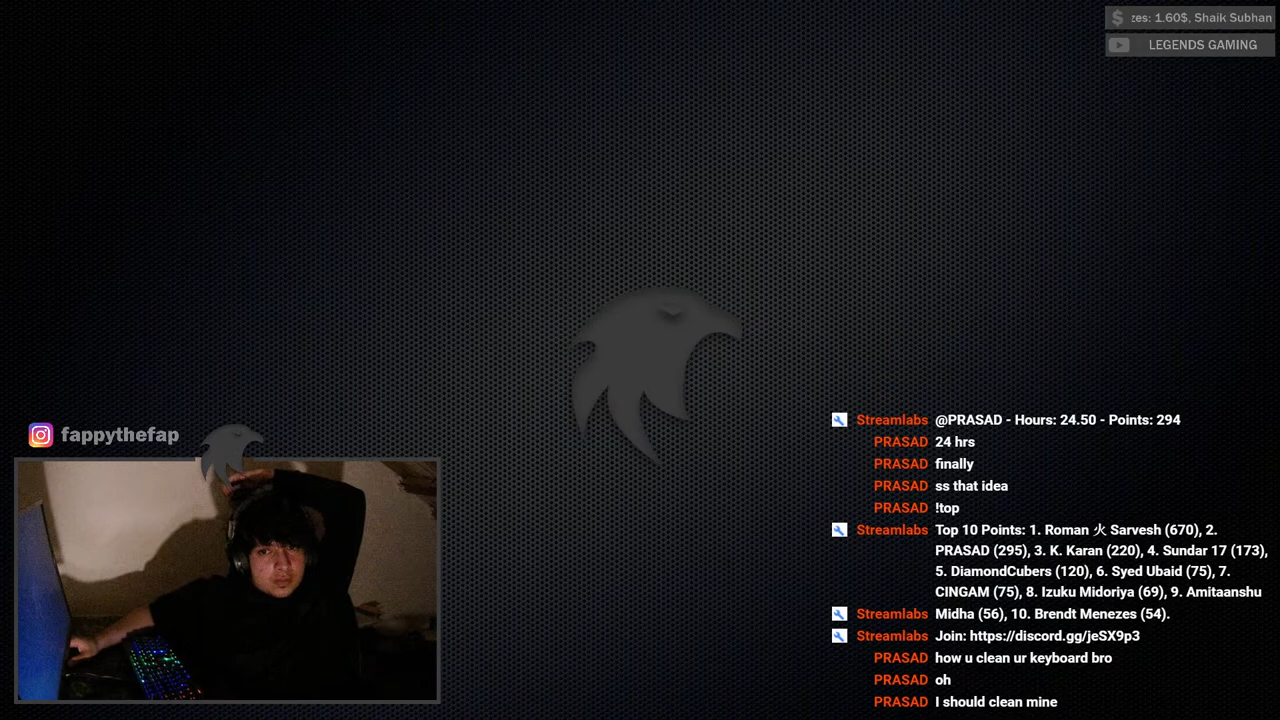 zes: 1.60$, Shaik Subhan
LEGENDS GAMING
fappythefap
Streamlabs @PRASAD - Hours: 24.50 - Points: 294
PRASAD 24 hrs
PRASAD finally
PRASAD ss that idea
PRASAD !top
Streamlabs Top 10 Points: 1. Roman 火 Sarvesh (670), 2.
PRASAD (295), 3. K. Karan (220), 4. Sundar 17 (173),
5. DiamondCubers (120), 6. Syed Ubaid (75), 7.
CINGAM (75), 8. Izuku Midoriya (69), 9. Amitaanshu
Streamlabs Midha (56), 10. Brendt Menezes (54).
Streamlabs Join: https://discord.gg/jeSX9p3
PRASAD how u clean ur keyboard bro
PRASAD oh
PRASAD I should clean mine